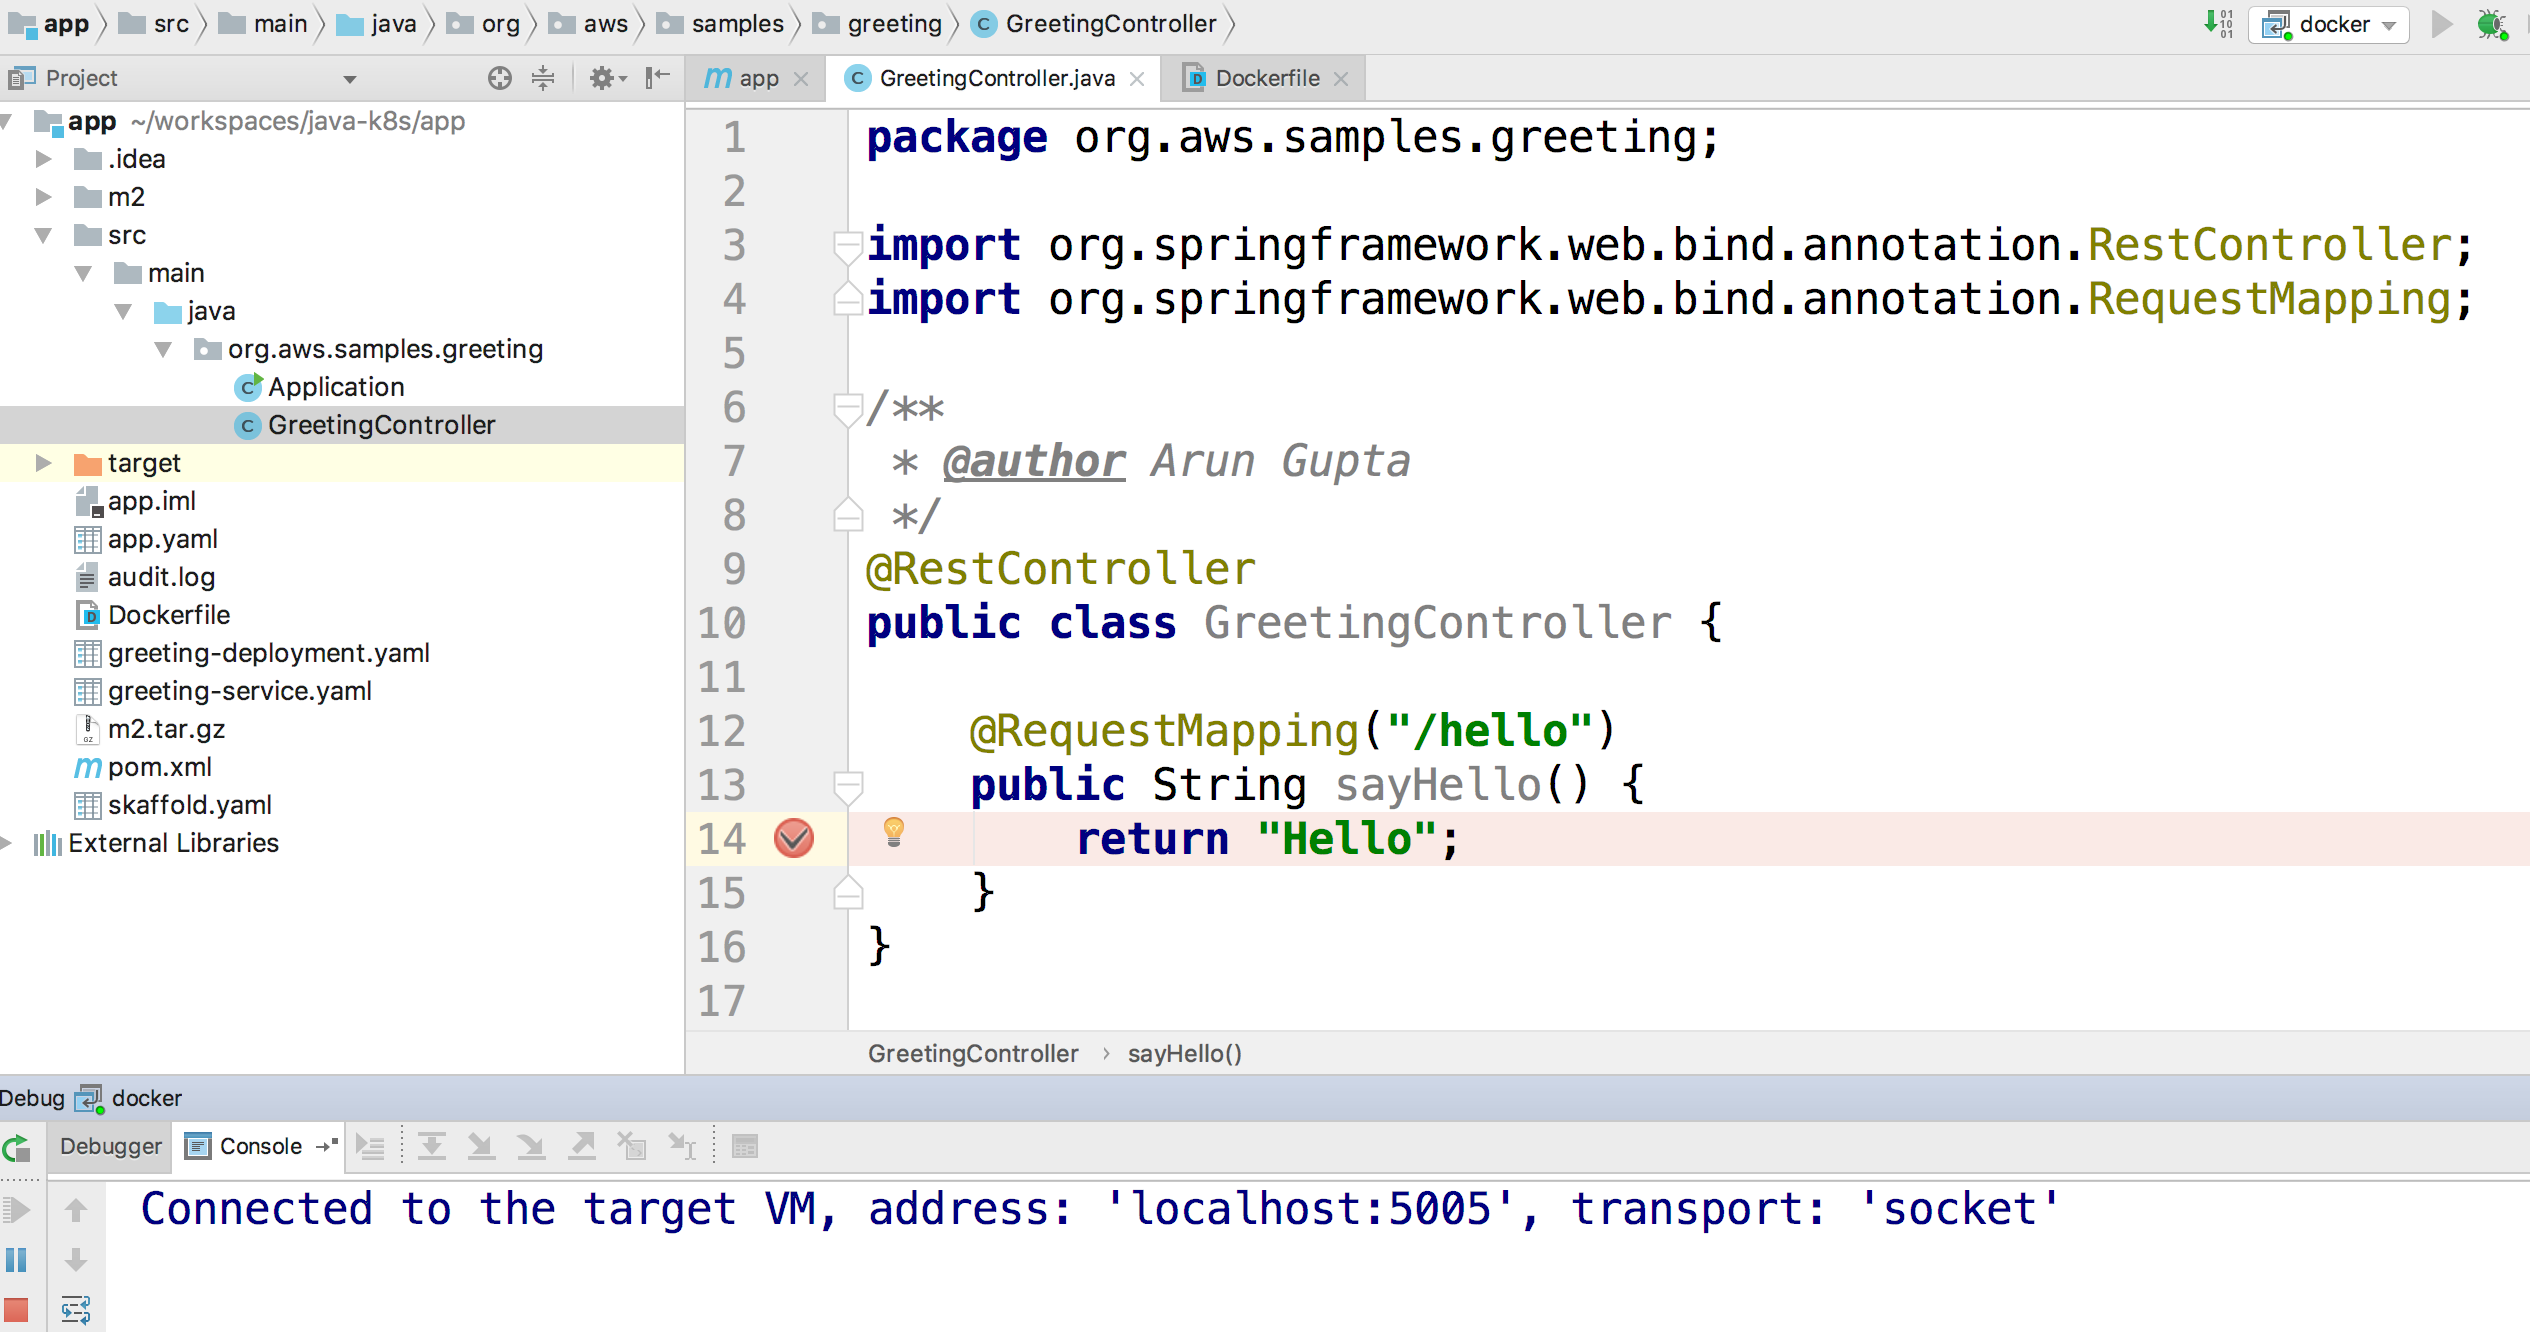 app src main java org aws samples greeting GreetingController docker
Project
app GreetingController.java Dockerfile
app ~/workspaces/java-k8s/app
.idea
m2
src
main
java
org.aws.samples.greeting
Application
GreetingController
target
app.iml
app.yaml
audit.log
Dockerfile
greeting-deployment.yaml
greeting-service.yaml
m2.tar.gz
pom.xml
skaffold.yaml
External Libraries
1 package org.aws.samples.greeting;
2
3 import org.springframework.web.bind.annotation.RestController;
4 import org.springframework.web.bind.annotation.RequestMapping;
5
6 /**
7 * @author Arun Gupta
8 */
9 @RestController
10 public class GreetingController {
11
12 @RequestMapping("/hello")
13 public String sayHello() {
14 return "Hello";
15 }
16 }
17
GreetingController › sayHello()
Debug docker
Debugger Console
Connected to the target VM, address: 'localhost:5005', transport: 'socket'